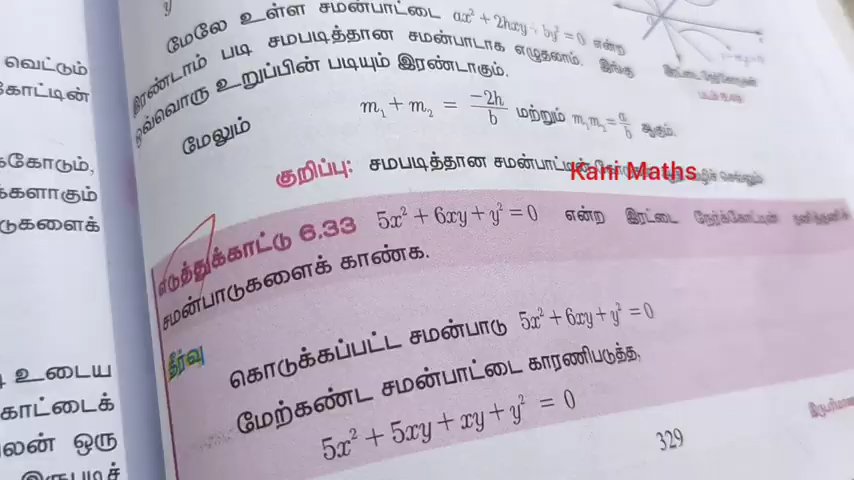 வெட்டும்
கோட்டின்
க்கோடும்,
க்களாகும்
டுகளைக்
உடைய
கோட்டைக்
லன் ஒரு
y
மேலே உள்ள சமன்பாட்டை ax² + 2hxy + by² = 0 என்ற
இரண்டாம் படி சமபடித்தான சமன்பாடாக எழுதலாம். இங்கு
ஒவ்வொரு உறுப்பின் படியும் இரண்டாகும்.
மேலும் m₁ + m₂ = -2h/b மற்றும் m₁m₂ = a/b ஆகும்.
குறிப்பு: சமபடித்தான சமன்பாட்டின்
Kani Maths
எடுத்துக்காட்டு 6.33 5x² + 6xy + y² = 0 என்ற இரட்டை நேர்க்கோட்டின் தனித்தனிச்
சமன்பாடுகளைக் காண்க.
தீர்வு
கொடுக்கப்பட்ட சமன்பாடு 5x² + 6xy + y² = 0
மேற்கண்ட சமன்பாட்டை காரணிபடுத்த,
5x² + 5xy + xy + y² = 0
329